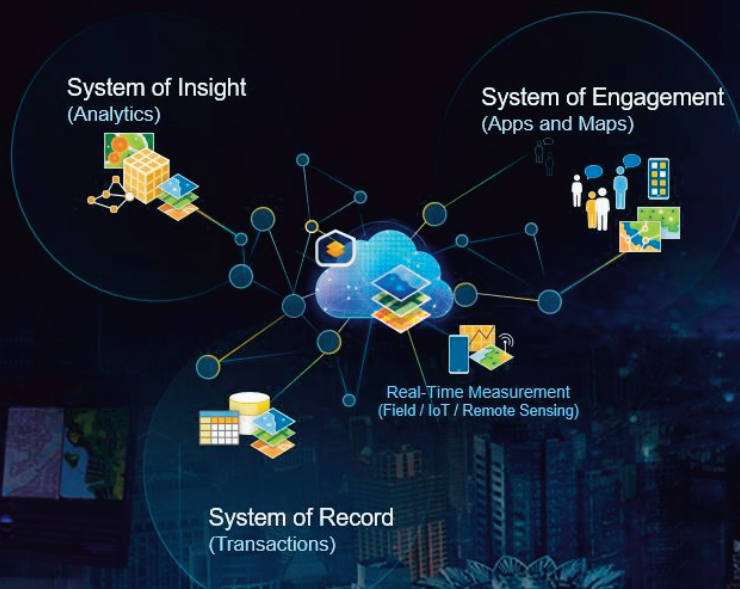 System of Insight
(Analytics)
System of Engagement
(Apps and Maps)
Real-Time Measurement
(Field / IoT / Remote Sensing)
System of Record
(Transactions)